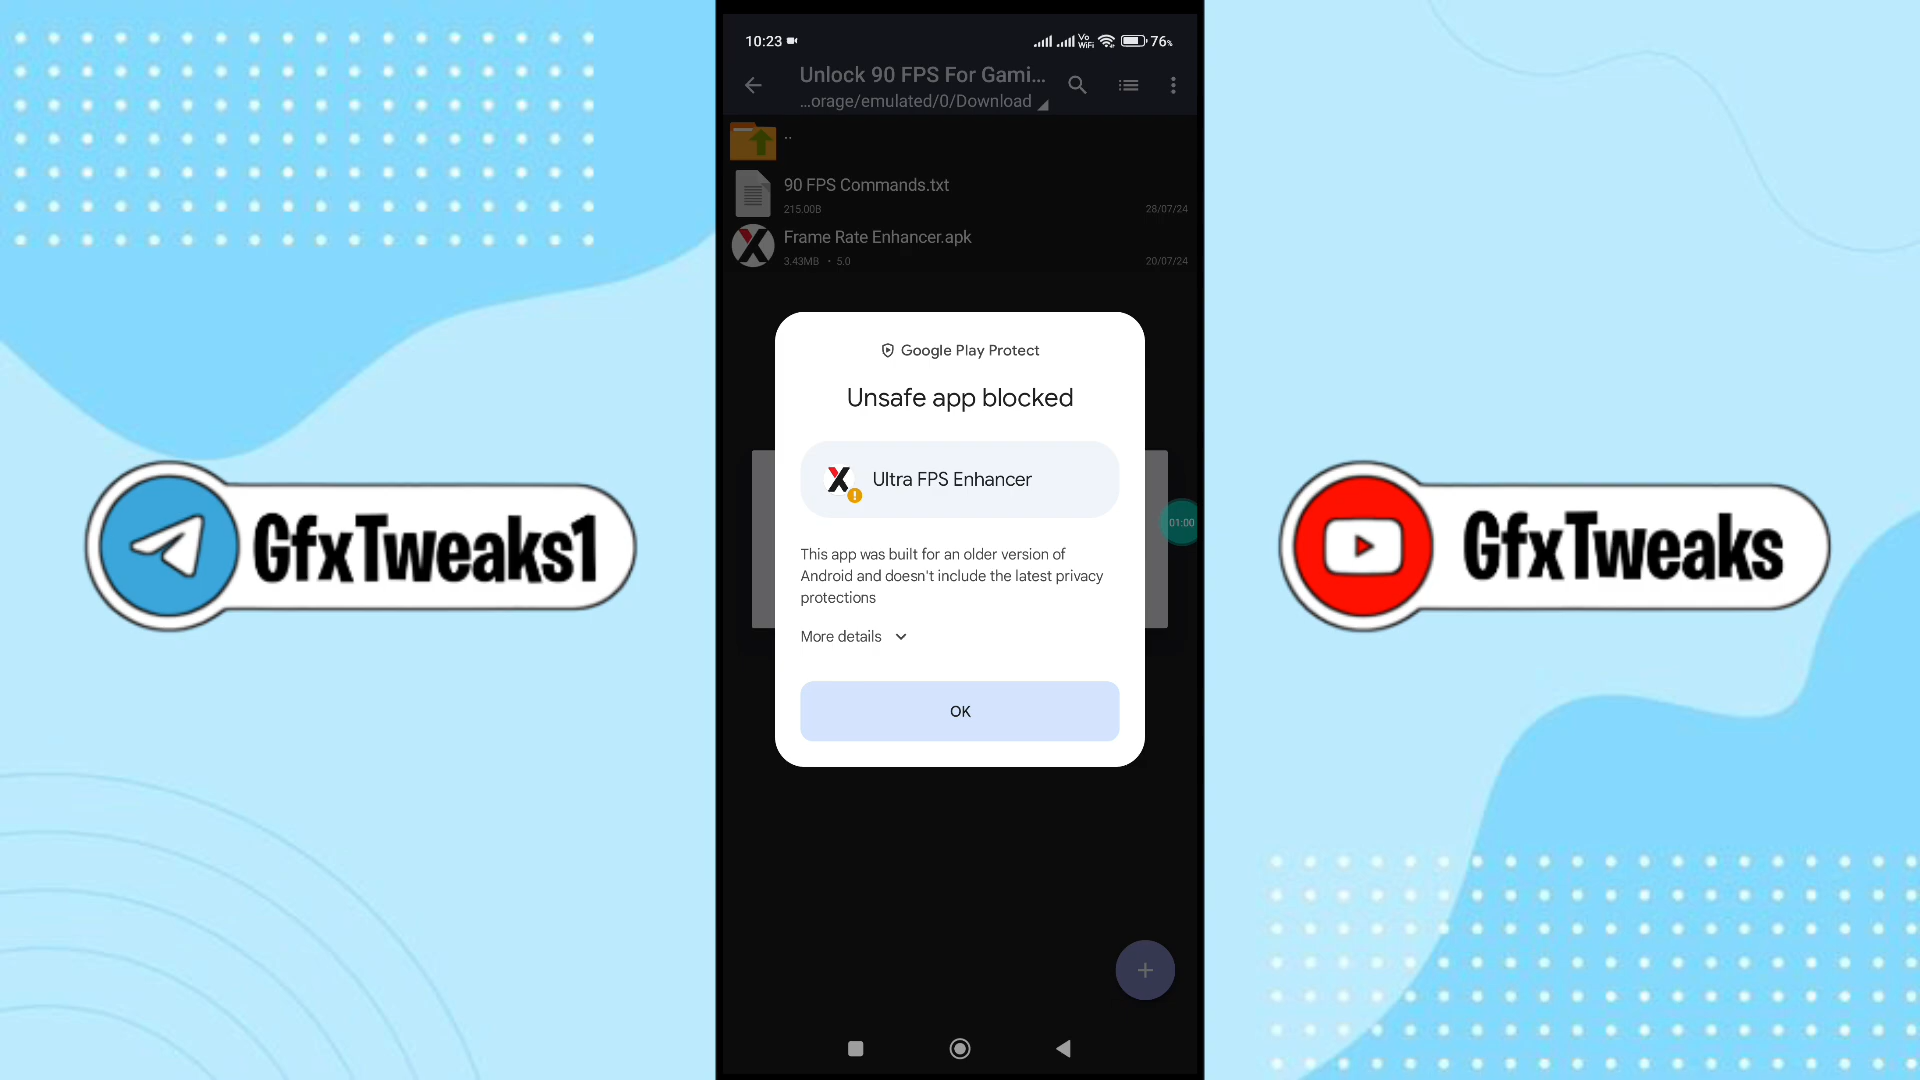 10:23
Vo
WiFi
76%
Unlock 90 FPS For Gami...
...orage/emulated/0/Download
..
90 FPS Commands.txt
215.00B
28/07/24
Frame Rate Enhancer.apk
3.43MB • 5.0
20/07/24
Google Play Protect
Unsafe app blocked
X
Ultra FPS Enhancer
This app was built for an older version of
Android and doesn't include the latest privacy
protections
More details
OK
01:00
GfxTweaks1
GfxTweaks